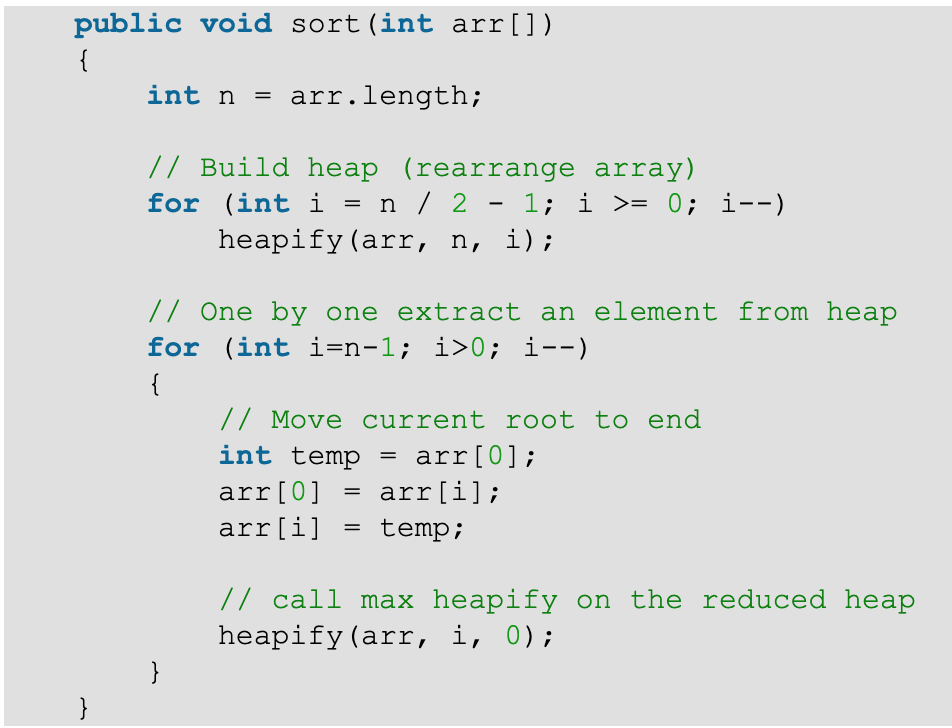 public void sort(int arr[])
{
int n = arr.length;
// Build heap (rearrange array)
for (int i = n / 2 - 1; i >= 0; i--)
heapify(arr, n, i);
// One by one extract an element from heap
for (int i=n-1; i>0; i--)
{
// Move current root to end
int temp = arr[0];
arr[0] = arr[i];
arr[i] = temp;
// call max heapify on the reduced heap
heapify(arr, i, 0);
}
}